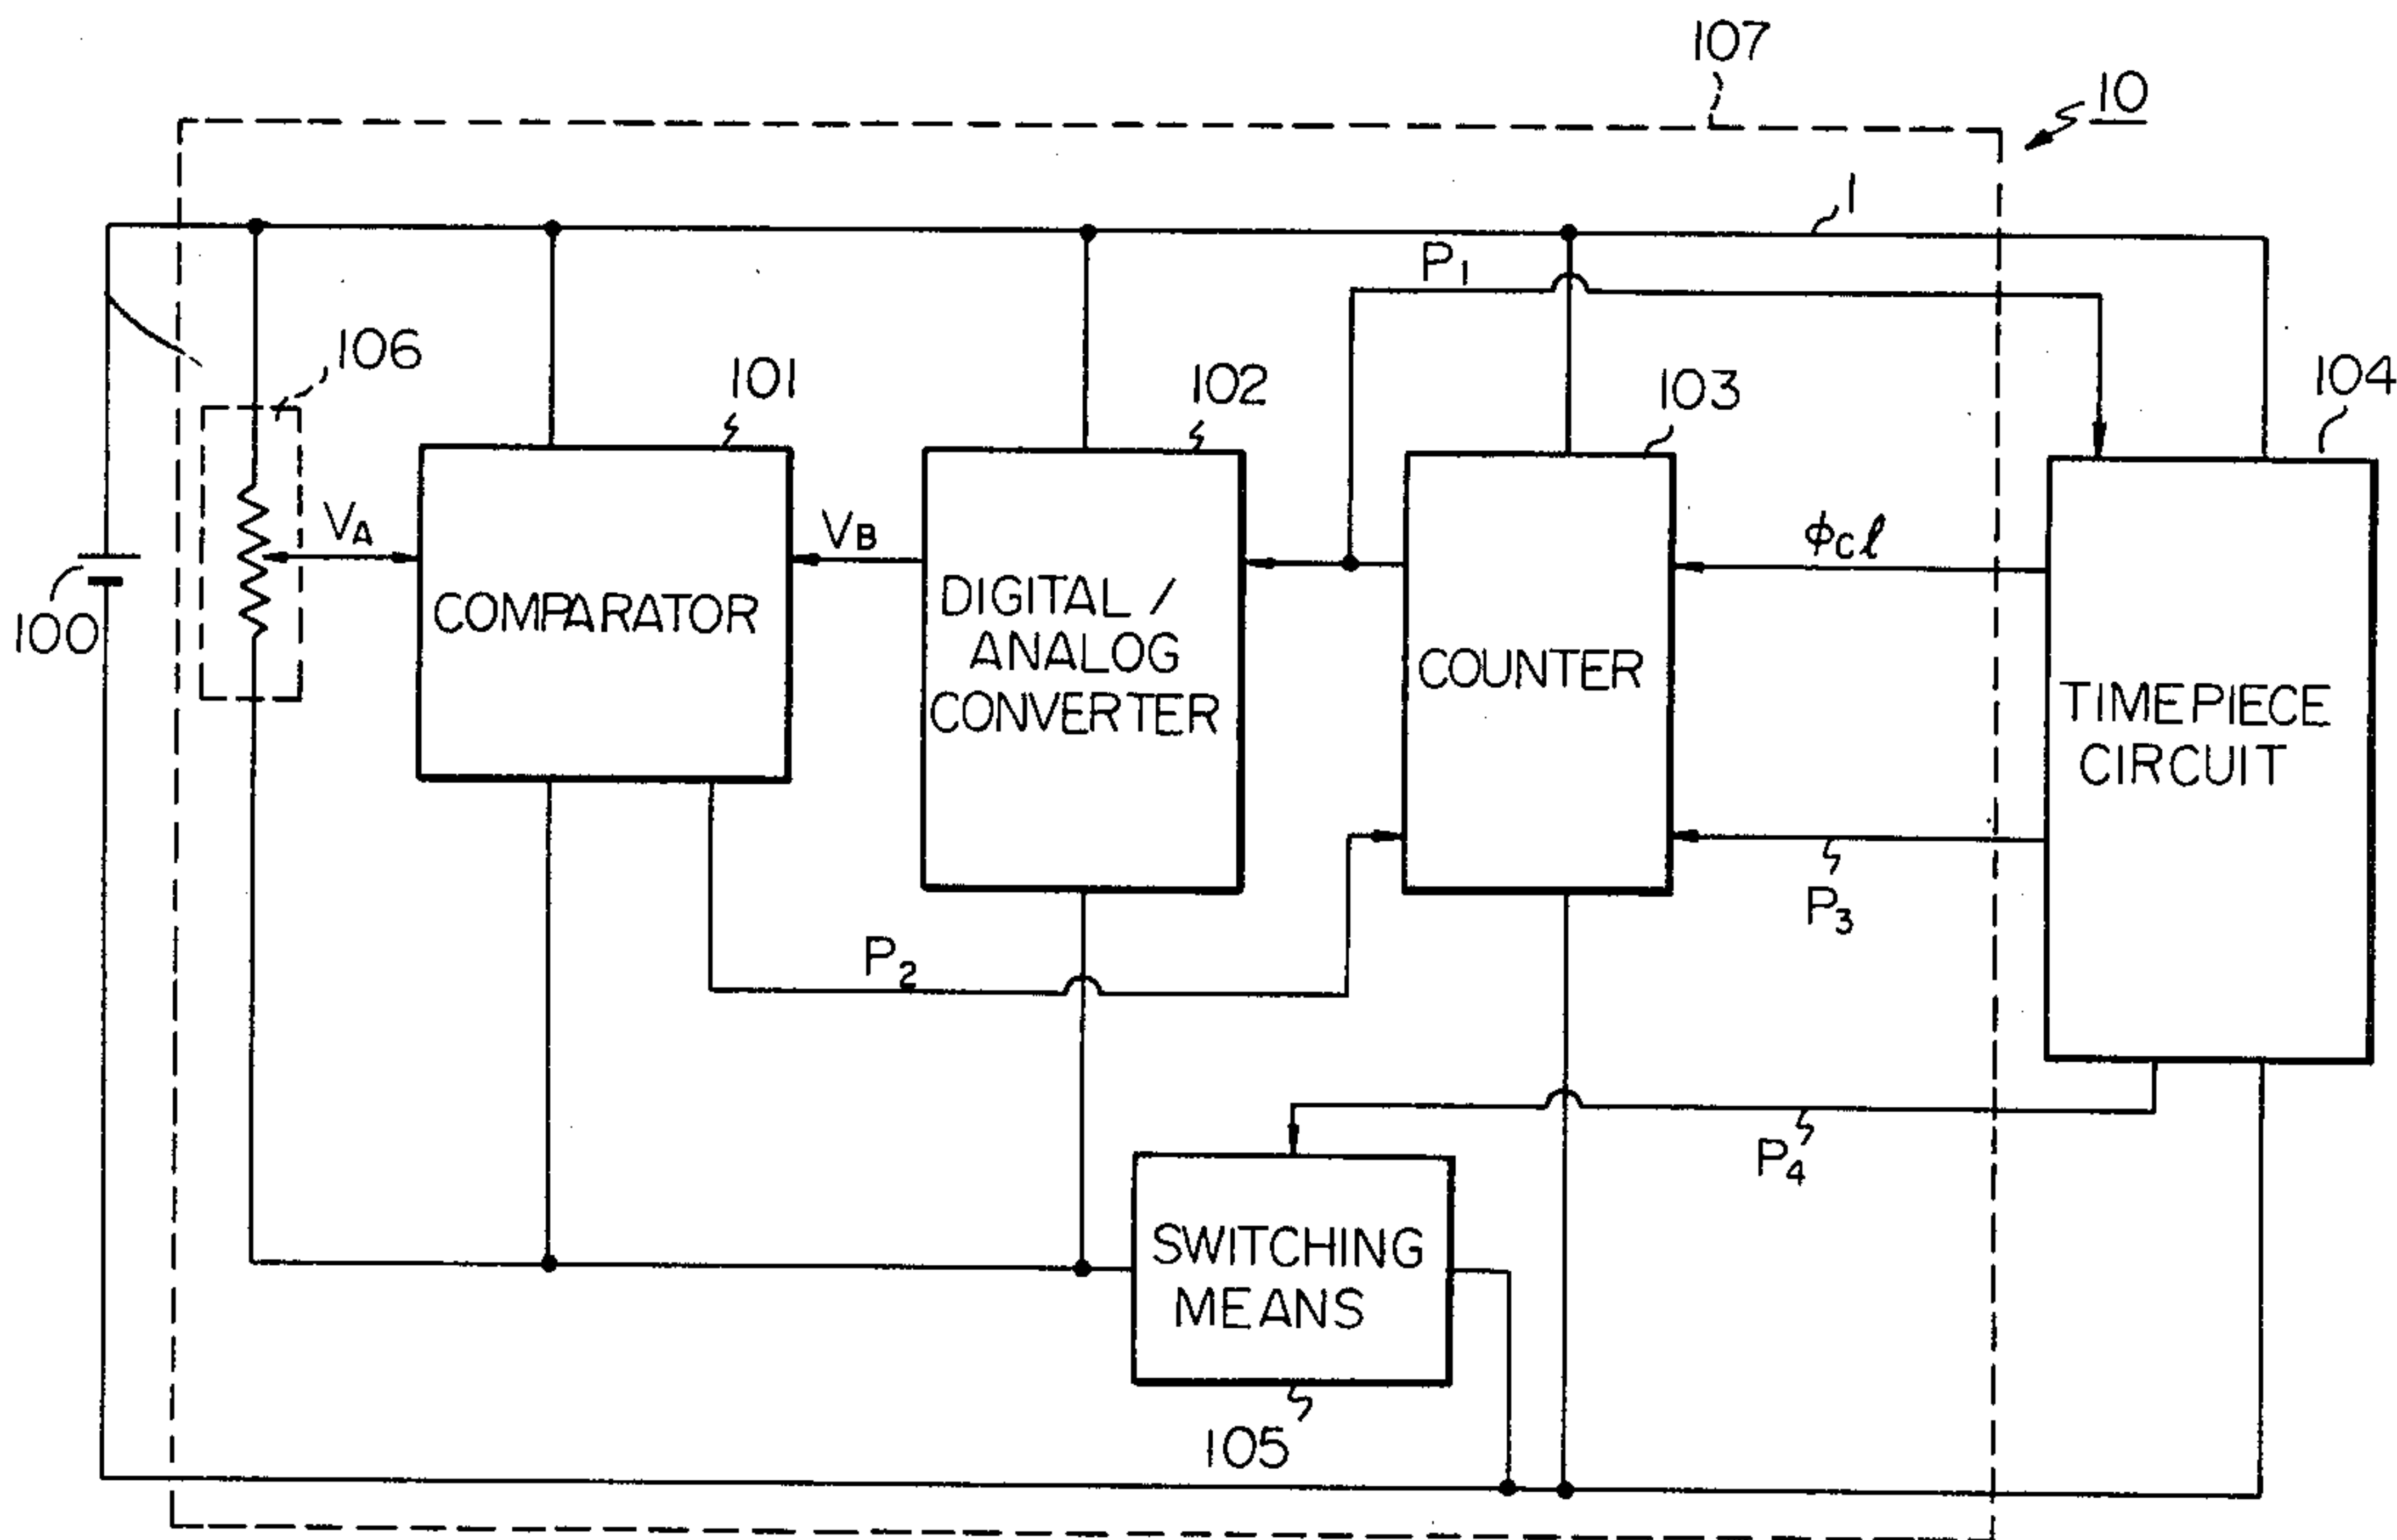 107
10
1
P1
106
101
102
103
104
VA
VB
φcl
100
COMPARATOR
DIGITAL /
ANALOG
CONVERTER
COUNTER
TIMEPIECE
CIRCUIT
P2
P3
P4
SWITCHING
MEANS
105